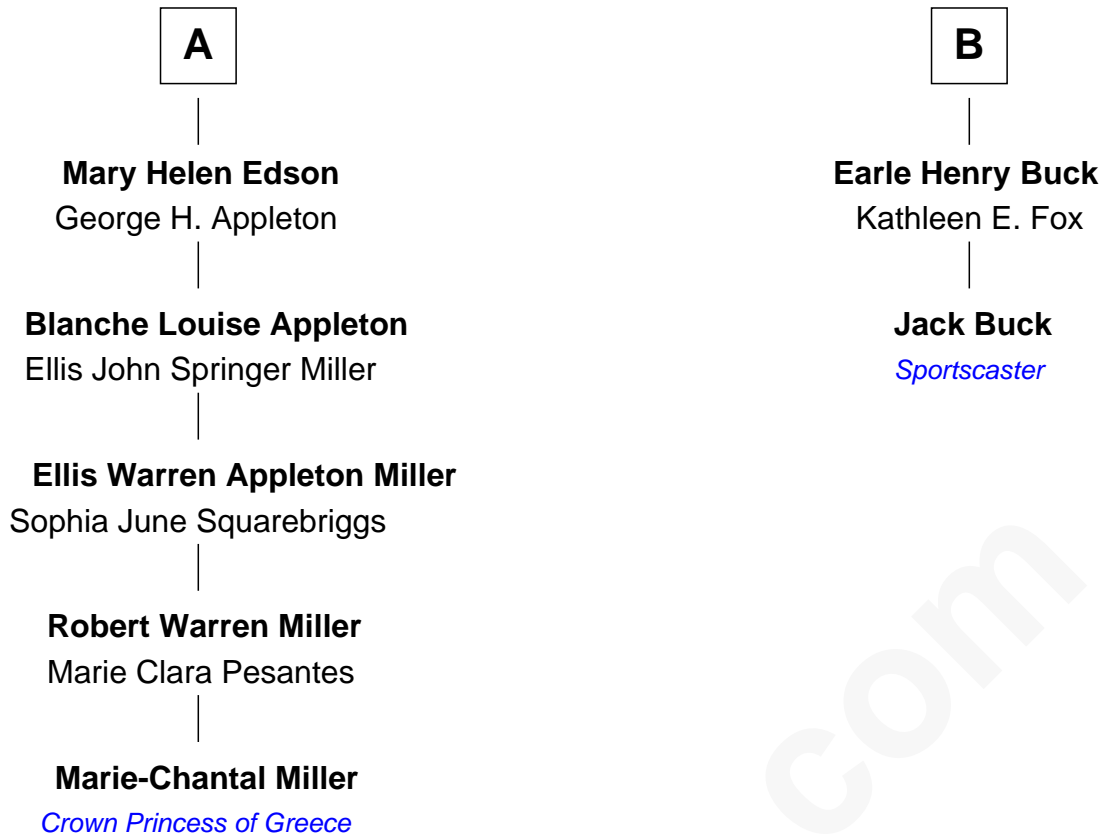 A
Mary Helen Edson
George H. Appleton
Blanche Louise Appleton
Ellis John Springer Miller
Ellis Warren Appleton Miller
Sophia June Squarebriggs
Robert Warren Miller
Marie Clara Pesantes
Marie-Chantal Miller
Crown Princess of Greece
B
Earle Henry Buck
Kathleen E. Fox
Jack Buck
Sportscaster
com